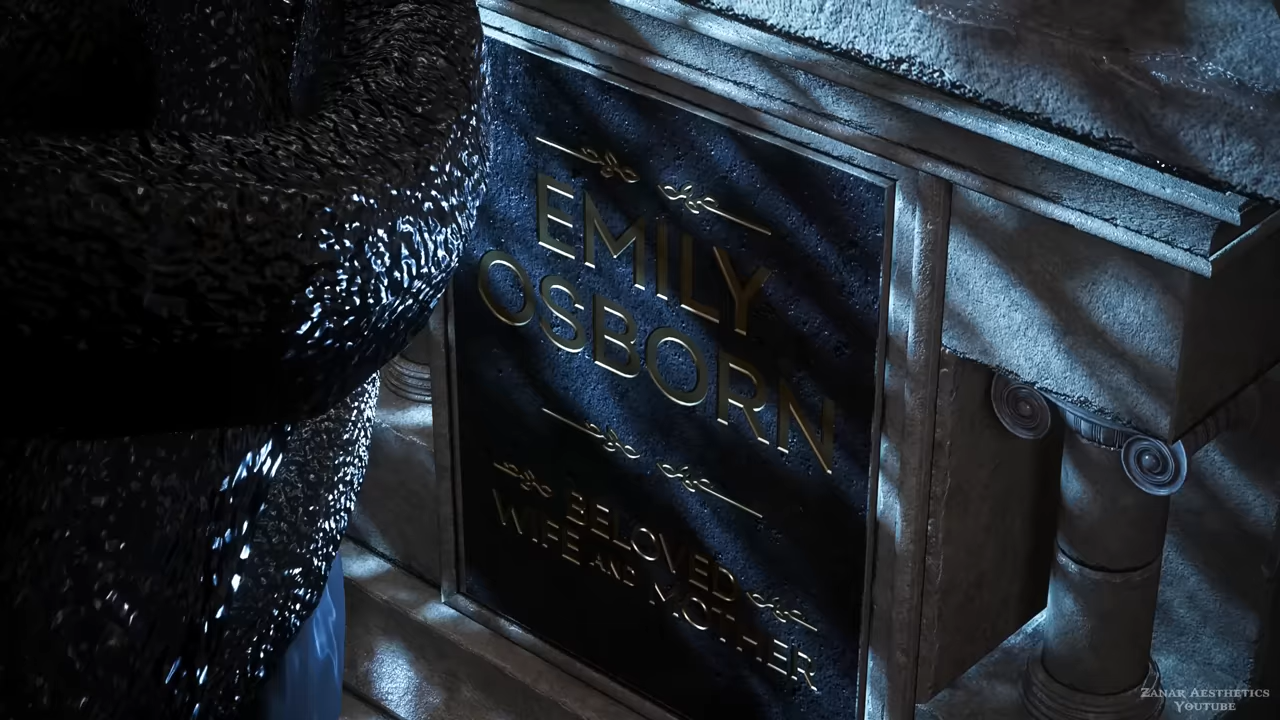 EMILY
OSBORN
BELOVED
WIFE AND MOTHER
Zanar Aesthetics
Youtube